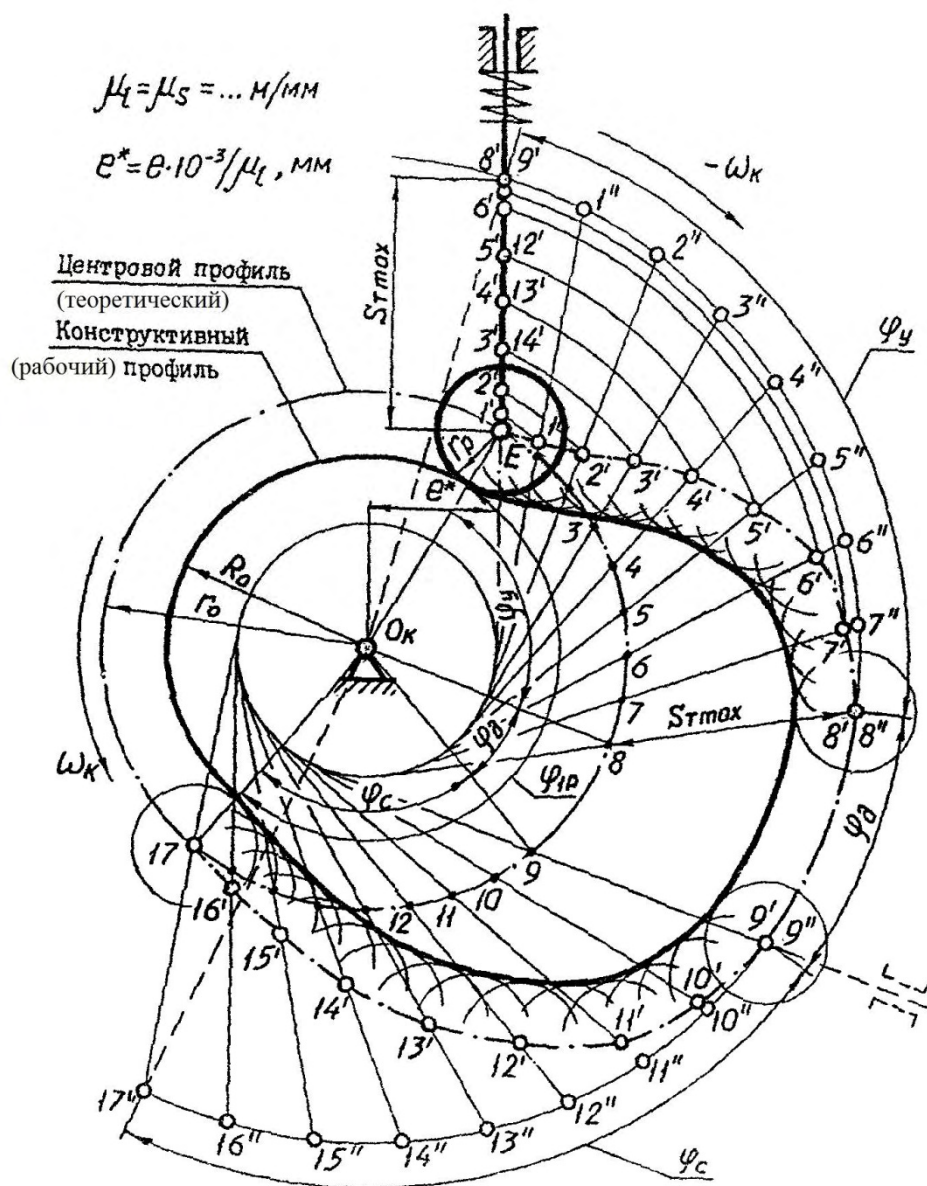 μl=μs=... м/мм
e*=e·10⁻³/μl, мм
-ωк
8' 9'
1"
6'
2"
5' 12'
3"
Центровой профиль
(теоретический)
Конструктивный
(рабочий) профиль
Sтmax
4' 13'
3' 14'
4"
φу
2'
1'
1'
rр
E
2'
3'
4'
5"
5'
e*
3
6"
6'
4
R₀
r₀
5
φу
Oк
6
7' 7"
7
Sтmax
8' 8"
8
φд
ωк
φс
φ1р
φд
17
9
9' 9"
16'
12 11 10
10'
10"
15'
14'
13'
12'
11'
11"
17"
12"
16"
15"
14"
13"
φс